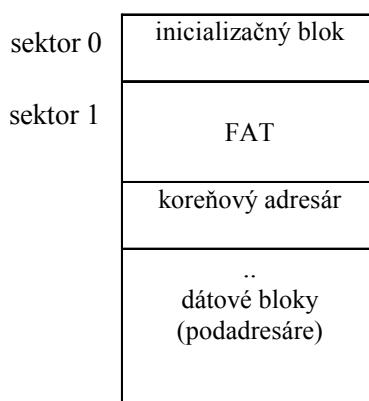 sektor 0
inicializačný blok
sektor 1
FAT
koreňový adresár
..
dátové bloky
(podadresáre)